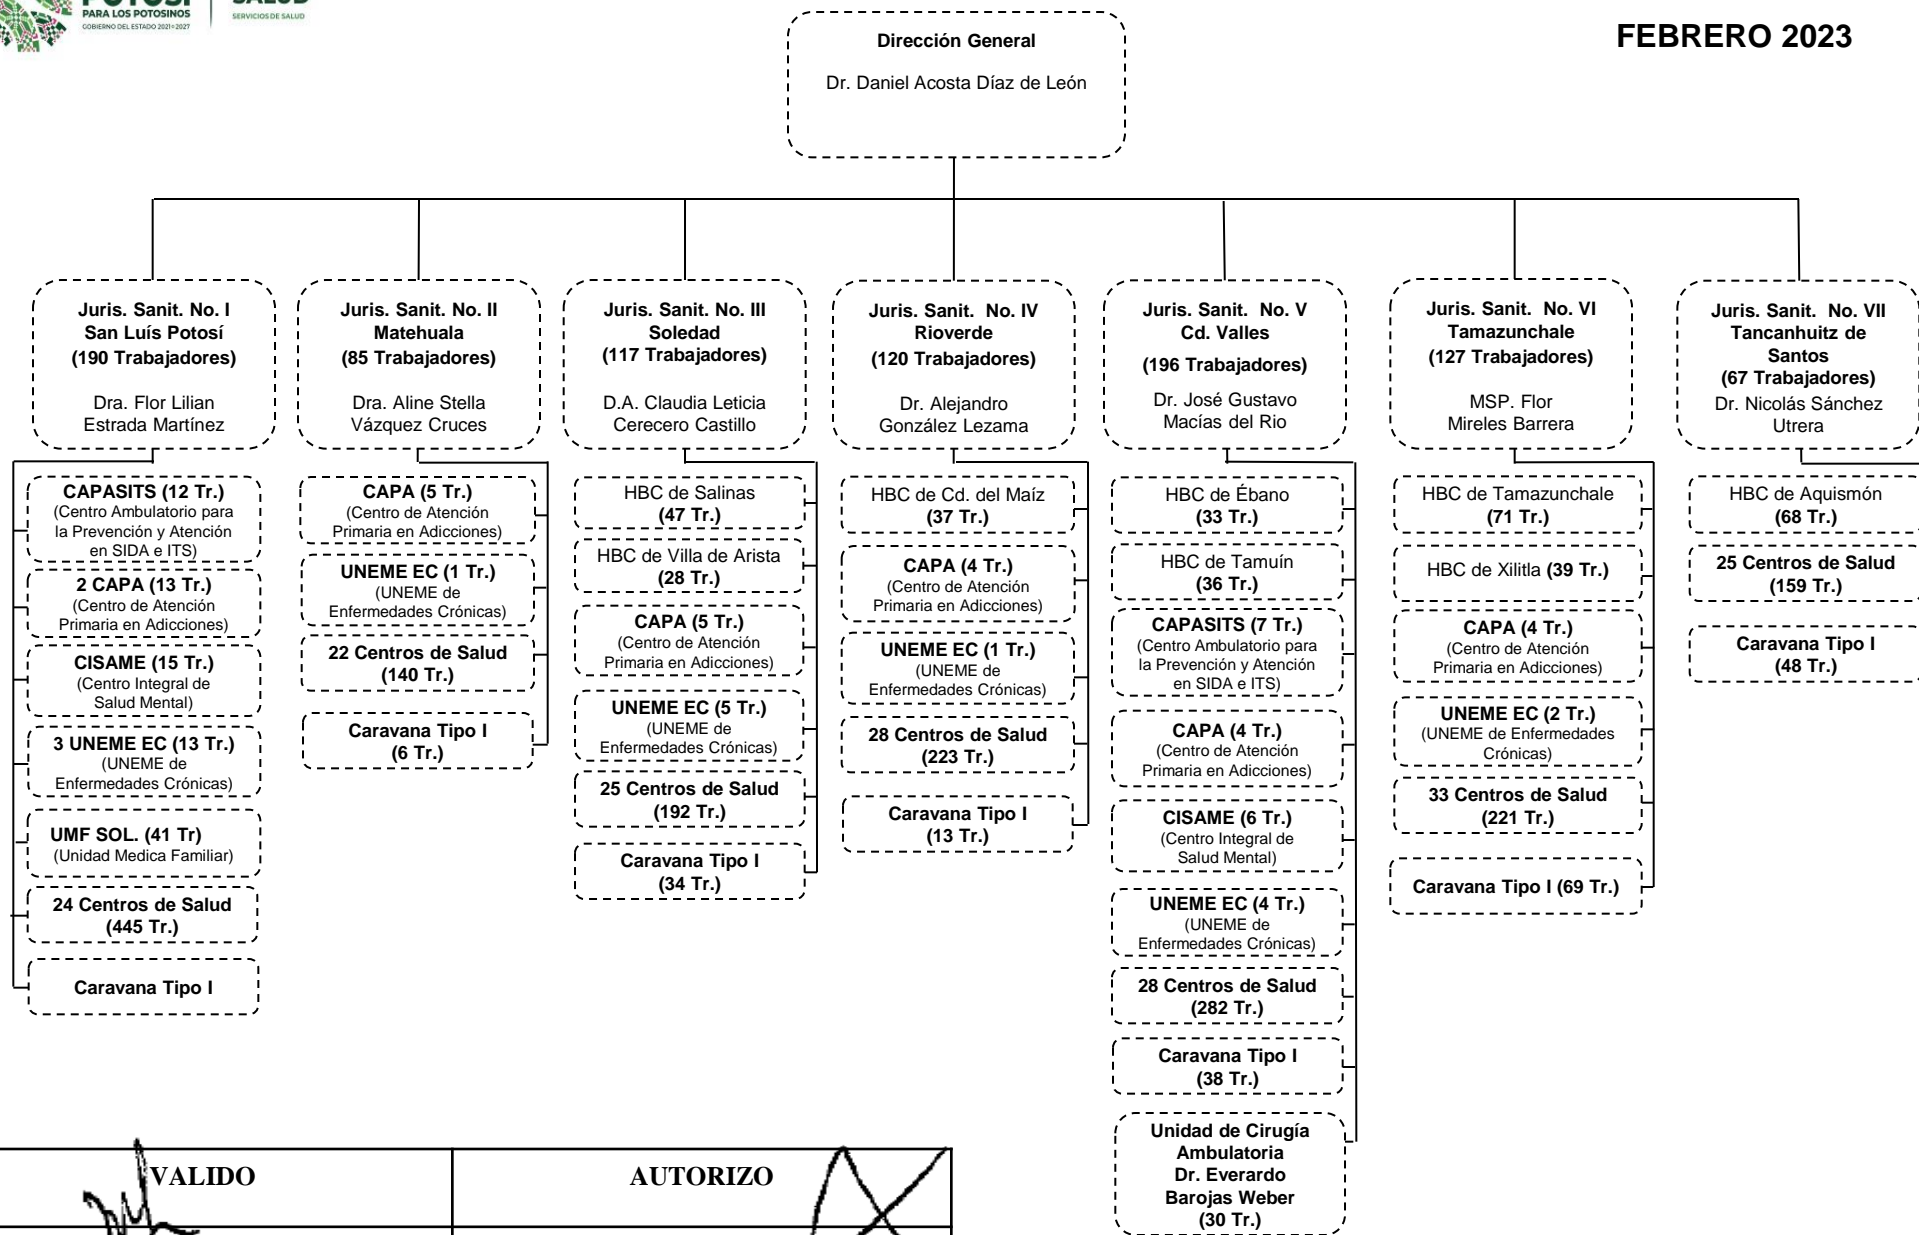 POTOSÍ
PARA LOS POTOSINOS
GOBIERNO DEL ESTADO 2021-2027
SALUD
SERVICIOS DE SALUD
FEBRERO 2023
Dirección General
Dr. Daniel Acosta Díaz de León
Juris. Sanit. No. I
San Luís Potosí
(190 Trabajadores)
Dra. Flor Lilian
Estrada Martínez
CAPASITS (12 Tr.)
(Centro Ambulatorio para
la Prevención y Atención
en SIDA e ITS)
2 CAPA (13 Tr.)
(Centro de Atención
Primaria en Adicciones)
CISAME (15 Tr.)
(Centro Integral de
Salud Mental)
3 UNEME EC (13 Tr.)
(UNEME de
Enfermedades Crónicas)
UMF SOL. (41 Tr)
(Unidad Medica Familiar)
24 Centros de Salud
(445 Tr.)
Caravana Tipo I
Juris. Sanit. No. II
Matehuala
(85 Trabajadores)
Dra. Aline Stella
Vázquez Cruces
CAPA (5 Tr.)
(Centro de Atención
Primaria en Adicciones)
UNEME EC (1 Tr.)
(UNEME de
Enfermedades Crónicas)
22 Centros de Salud
(140 Tr.)
Caravana Tipo I
(6 Tr.)
Juris. Sanit. No. III
Soledad
(117 Trabajadores)
D.A. Claudia Leticia
Cerecero Castillo
HBC de Salinas
(47 Tr.)
HBC de Villa de Arista
(28 Tr.)
CAPA (5 Tr.)
(Centro de Atención
Primaria en Adicciones)
UNEME EC (5 Tr.)
(UNEME de
Enfermedades Crónicas)
25 Centros de Salud
(192 Tr.)
Caravana Tipo I
(34 Tr.)
Juris. Sanit. No. IV
Rioverde
(120 Trabajadores)
Dr. Alejandro
González Lezama
HBC de Cd. del Maíz
(37 Tr.)
CAPA (4 Tr.)
(Centro de Atención
Primaria en Adicciones)
UNEME EC (1 Tr.)
(UNEME de
Enfermedades Crónicas)
28 Centros de Salud
(223 Tr.)
Caravana Tipo I
(13 Tr.)
Juris. Sanit. No. V
Cd. Valles
(196 Trabajadores)
Dr. José Gustavo
Macías del Rio
HBC de Ébano
(33 Tr.)
HBC de Tamuín
(36 Tr.)
CAPASITS (7 Tr.)
(Centro Ambulatorio para
la Prevención y Atención
en SIDA e ITS)
CAPA (4 Tr.)
(Centro de Atención
Primaria en Adicciones)
CISAME (6 Tr.)
(Centro Integral de
Salud Mental)
UNEME EC (4 Tr.)
(UNEME de
Enfermedades Crónicas)
28 Centros de Salud
(282 Tr.)
Caravana Tipo I
(38 Tr.)
Unidad de Cirugía
Ambulatoria
Dr. Everardo
Barojas Weber
(30 Tr.)
Juris. Sanit. No. VI
Tamazunchale
(127 Trabajadores)
MSP. Flor
Mireles Barrera
HBC de Tamazunchale
(71 Tr.)
HBC de Xilitla (39 Tr.)
CAPA (4 Tr.)
(Centro de Atención
Primaria en Adicciones)
UNEME EC (2 Tr.)
(UNEME de Enfermedades
Crónicas)
33 Centros de Salud
(221 Tr.)
Caravana Tipo I (69 Tr.)
Juris. Sanit. No. VII
Tancanhuitz de
Santos
(67 Trabajadores)
Dr. Nicolás Sánchez
Utrera
HBC de Aquismón
(68 Tr.)
25 Centros de Salud
(159 Tr.)
Caravana Tipo I
(48 Tr.)
VALIDO
AUTORIZO